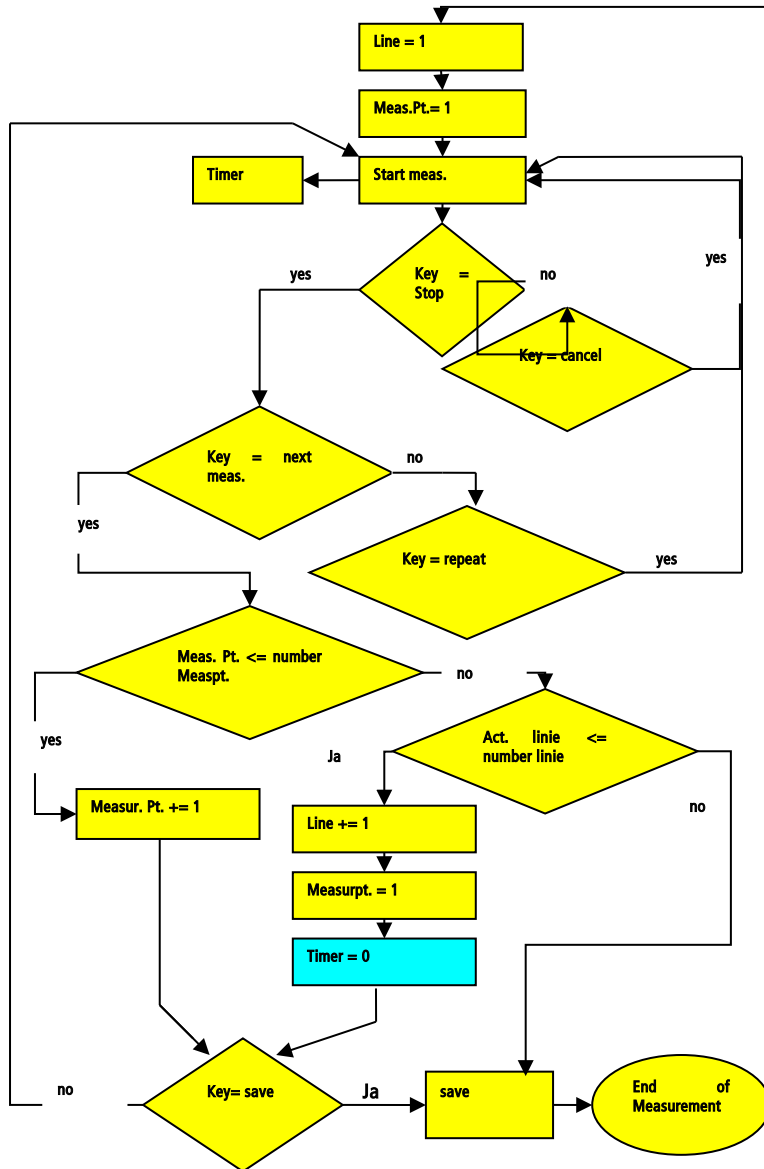 Line = 1
Meas.Pt.= 1
Timer
Start meas.
yes
Key =
Stop
no
yes
Key = cancel
Key = next
meas.
no
yes
Key = repeat
yes
Meas. Pt. <= number
Measpt.
no
yes
Act. linie <=
number linie
Ja
no
Measur. Pt. += 1
Line += 1
Measurpt. = 1
Timer = 0
no
Key= save
Ja
save
End of
Measurement